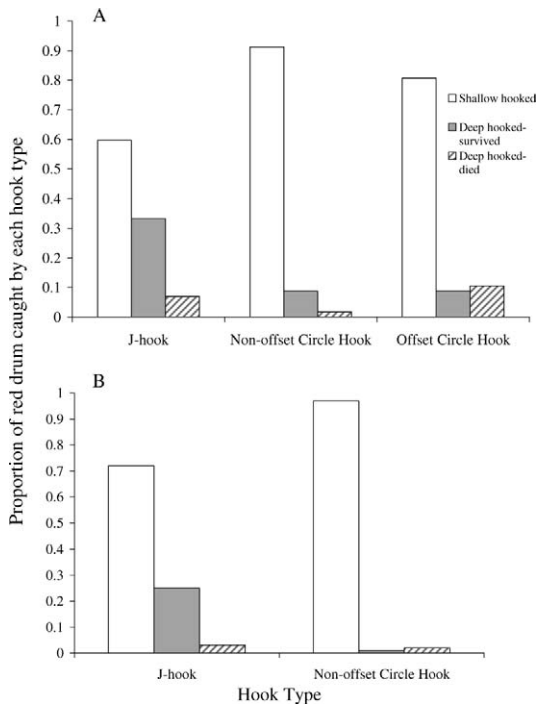 A
1
0.9
0.8
0.7
0.6
0.5
0.4
0.3
0.2
0.1
0
Shallow hooked
Deep hooked-
survived
Deep hooked-
died
J-hook Non-offset Circle Hook Offset Circle Hook
Proportion of red drum caught by each hook type
B
1
0.9
0.8
0.7
0.6
0.5
0.4
0.3
0.2
0.1
0
J-hook Non-offset Circle Hook
Hook Type